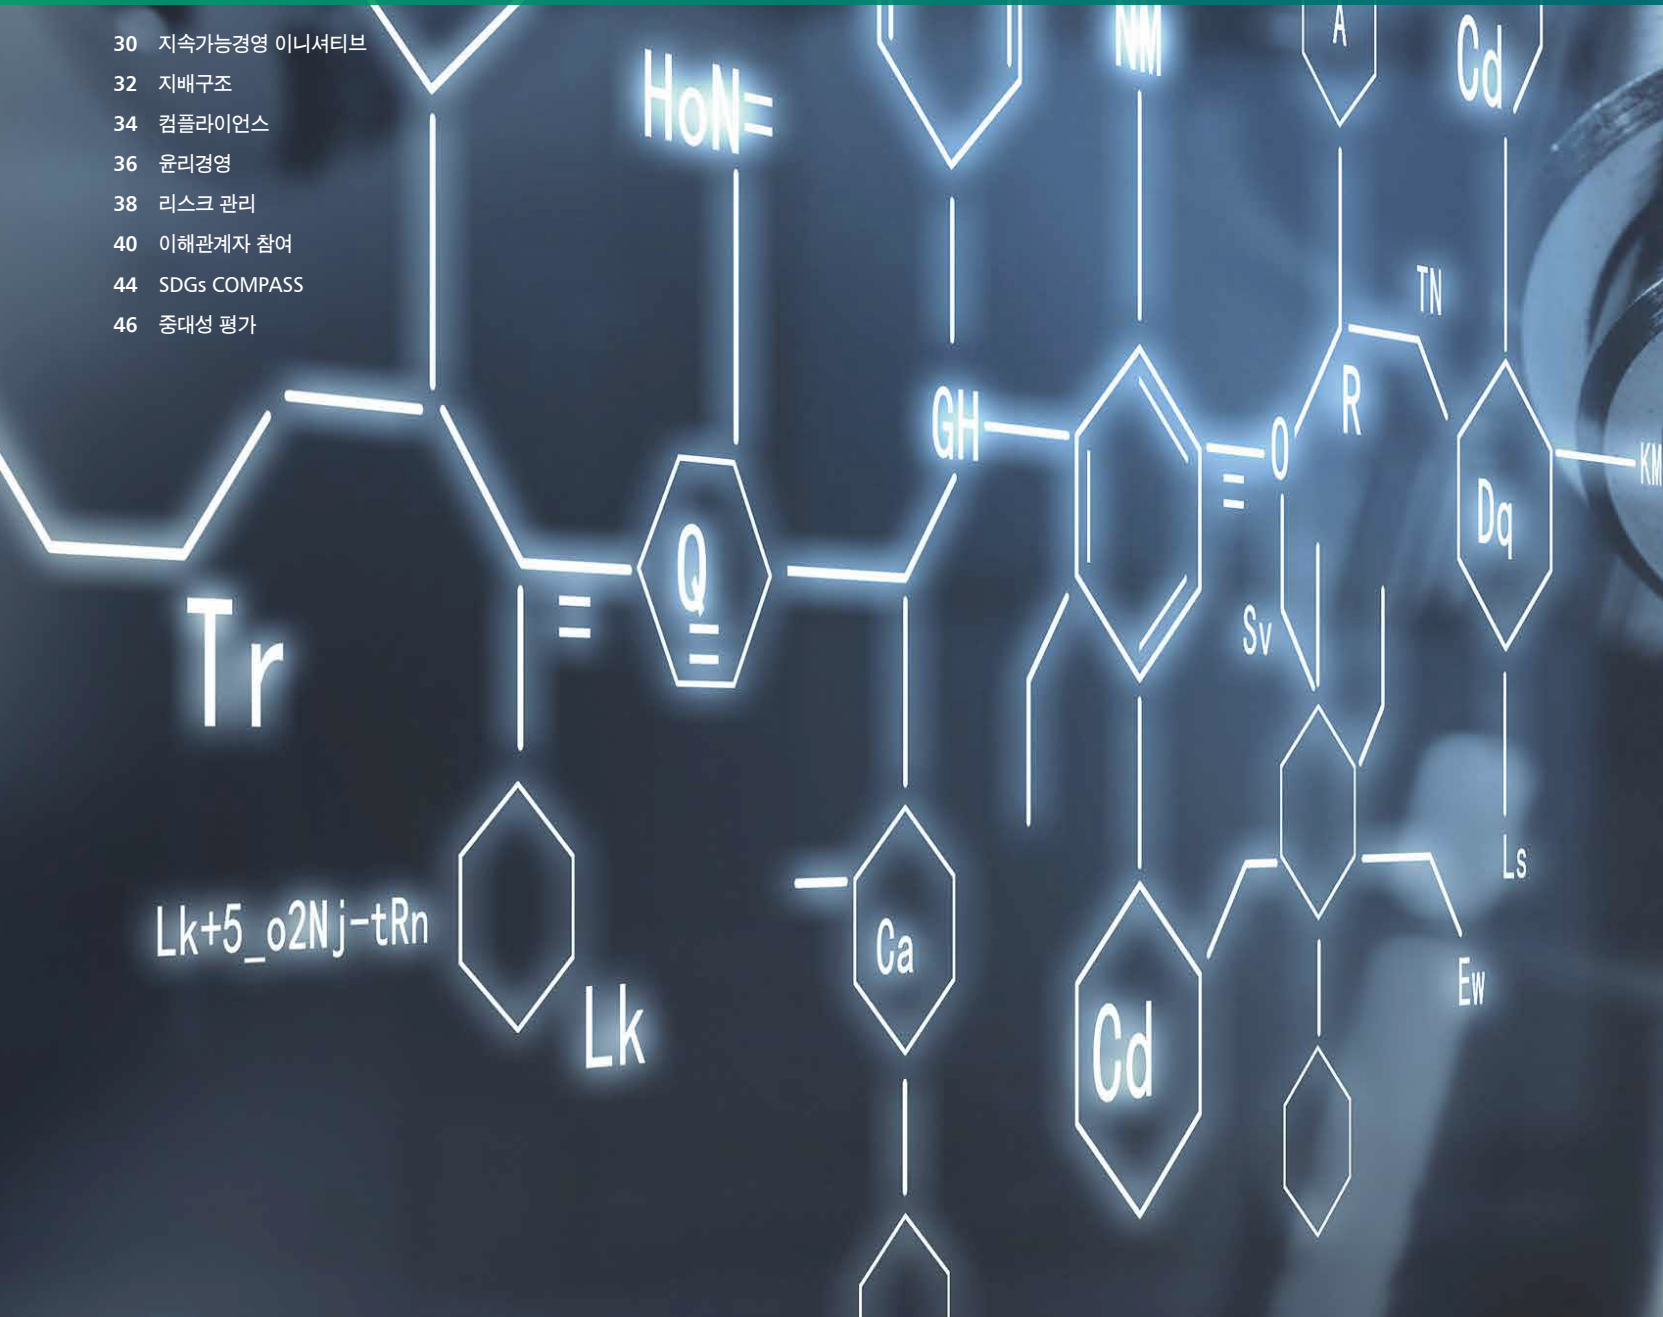 30 지속가능경영 이니셔티브
32 지배구조
34 컴플라이언스
36 윤리경영
38 리스크 관리
40 이해관계자 참여
44 SDGs COMPASS
46 중대성 평가
HoN=
NM
A
Cd
TN
GH
O
R
KM
Q
Dq
Tr
Sv
Ls
Lk+5_o2Nj-tRn
Ca
Ew
Lk
Cd